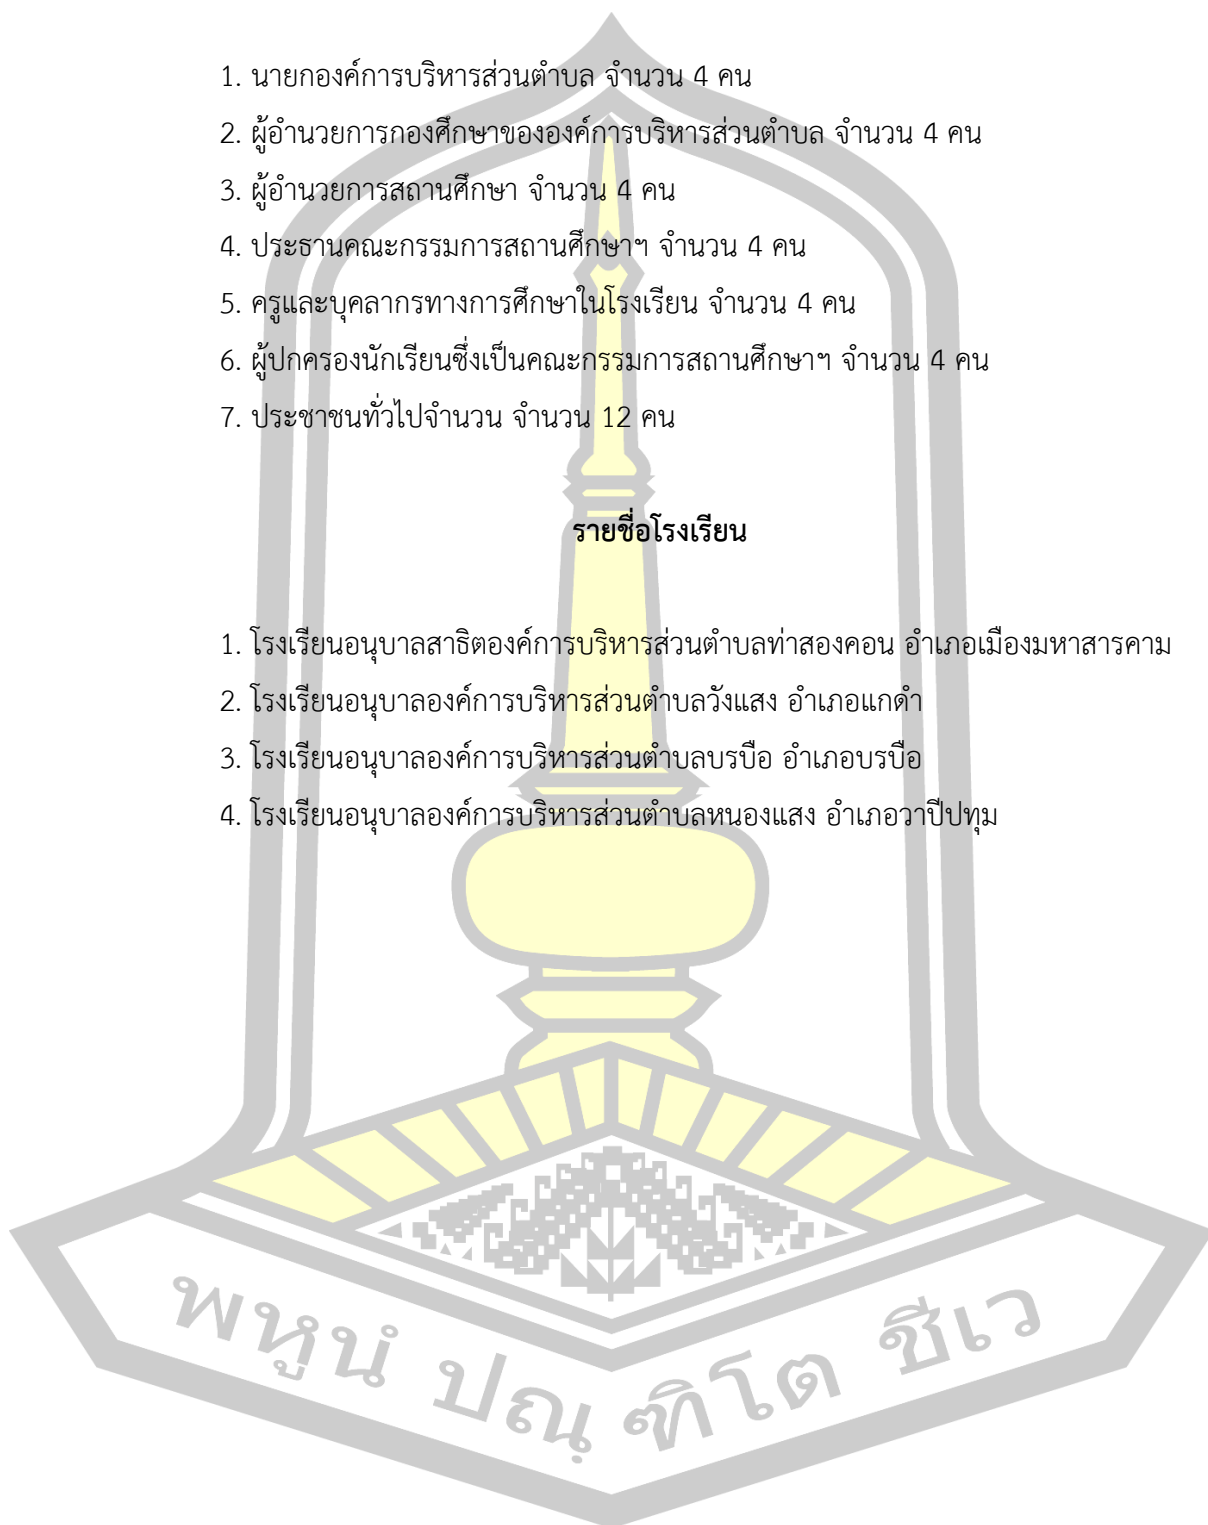 1. นายกองค์การบริหารส่วนตำบล จำนวน 4 คน
2. ผู้อำนวยการกองศึกษาขององค์การบริหารส่วนตำบล จำนวน 4 คน
3. ผู้อำนวยการสถานศึกษา จำนวน 4 คน
4. ประธานคณะกรรมการสถานศึกษาฯ จำนวน 4 คน
5. ครูและบุคลากรทางการศึกษาในโรงเรียน จำนวน 4 คน
6. ผู้ปกครองนักเรียนซึ่งเป็นคณะกรรมการสถานศึกษาฯ จำนวน 4 คน
7. ประชาชนทั่วไปจำนวน จำนวน 12 คน
รายชื่อโรงเรียน
1. โรงเรียนอนุบาลสาธิตองค์การบริหารส่วนตำบลท่าสองคอน อำเภอเมืองมหาสารคาม
2. โรงเรียนอนุบาลองค์การบริหารส่วนตำบลวังแสง อำเภอแกดำ
3. โรงเรียนอนุบาลองค์การบริหารส่วนตำบลบรบือ อำเภอบรบือ
4. โรงเรียนอนุบาลองค์การบริหารส่วนตำบลหนองแสง อำเภอวาปีปทุม
พหูนํ ปณฺ ฑิโต ชีเว